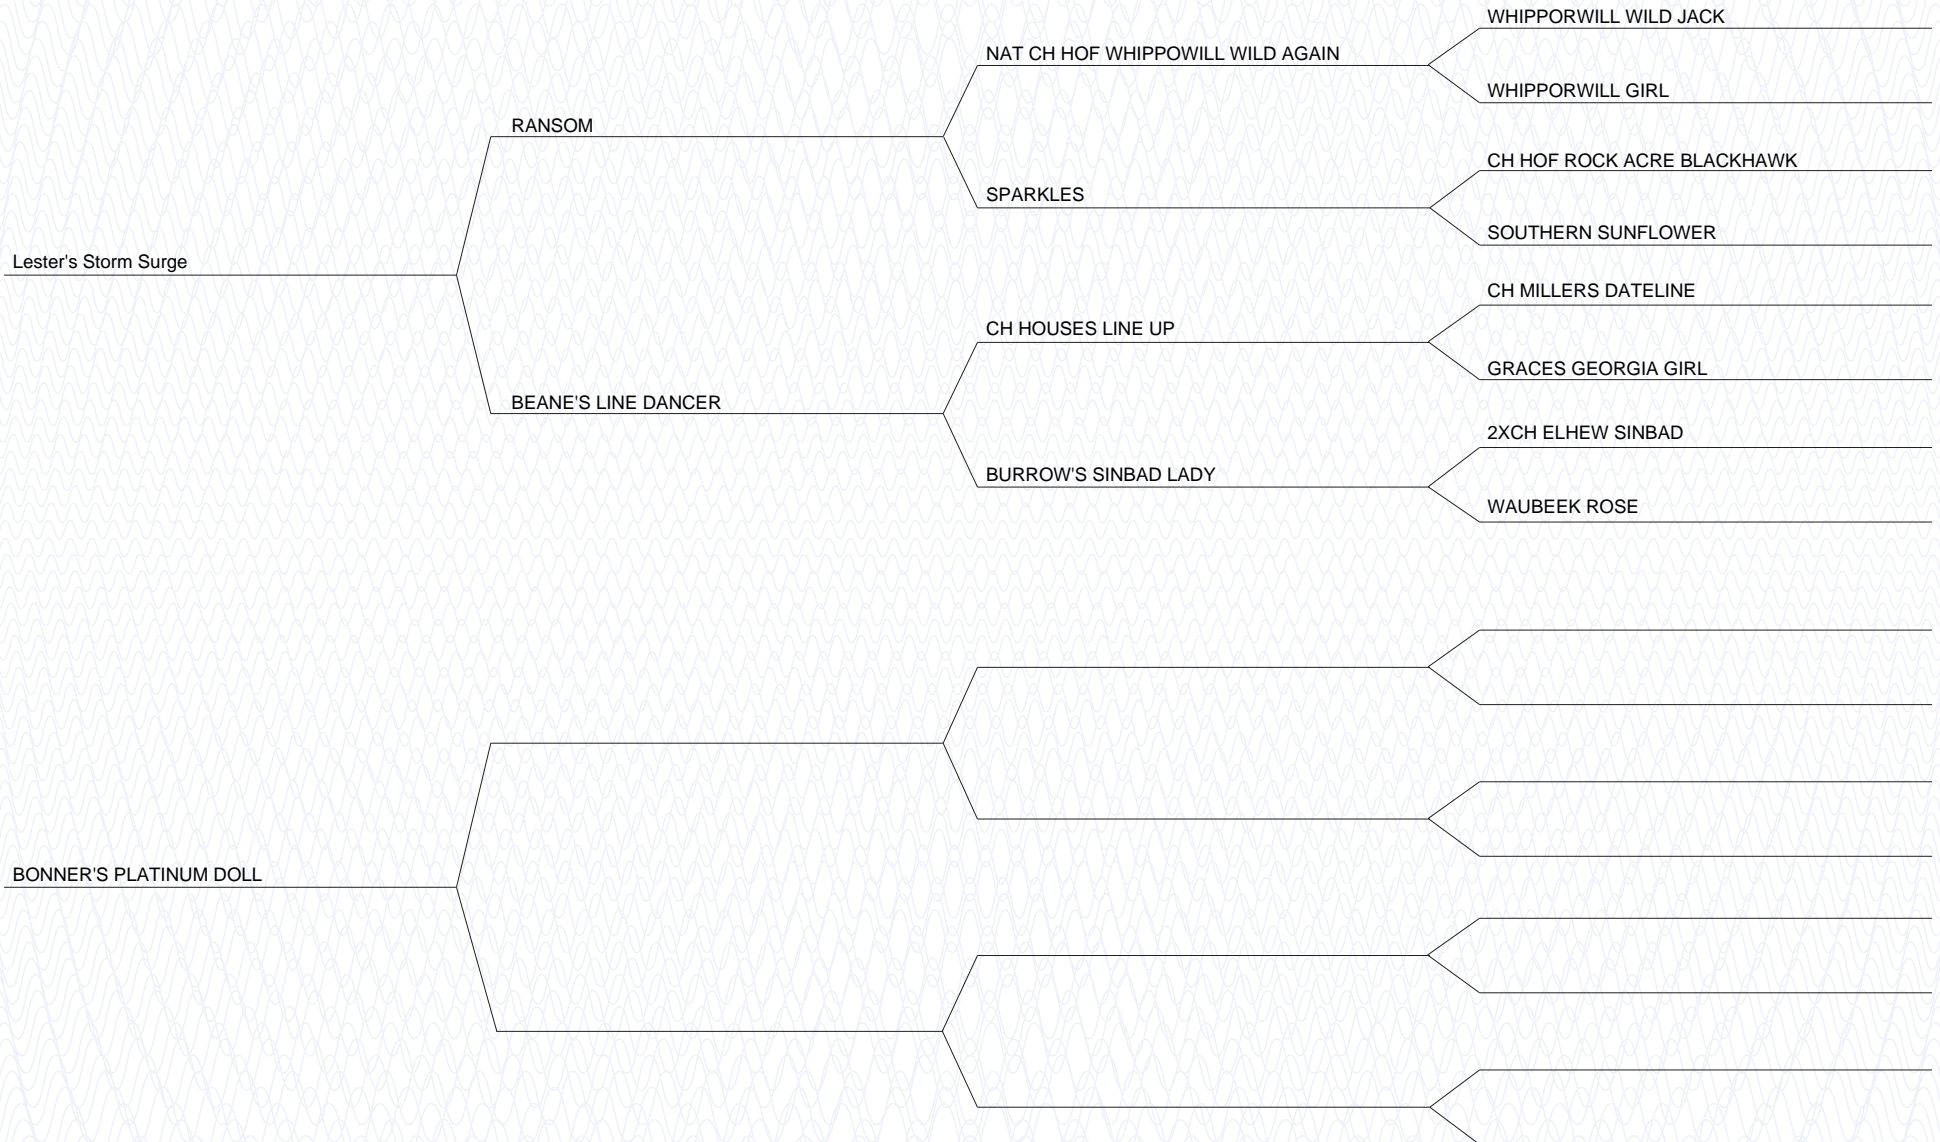 WHIPPORWILL WILD JACK
NAT CH HOF WHIPPOWILL WILD AGAIN
WHIPPORWILL GIRL
RANSOM
CH HOF ROCK ACRE BLACKHAWK
SPARKLES
SOUTHERN SUNFLOWER
Lester's Storm Surge
CH MILLERS DATELINE
CH HOUSES LINE UP
GRACES GEORGIA GIRL
BEANE'S LINE DANCER
2XCH ELHEW SINBAD
BURROW'S SINBAD LADY
WAUBEEK ROSE
BONNER'S PLATINUM DOLL